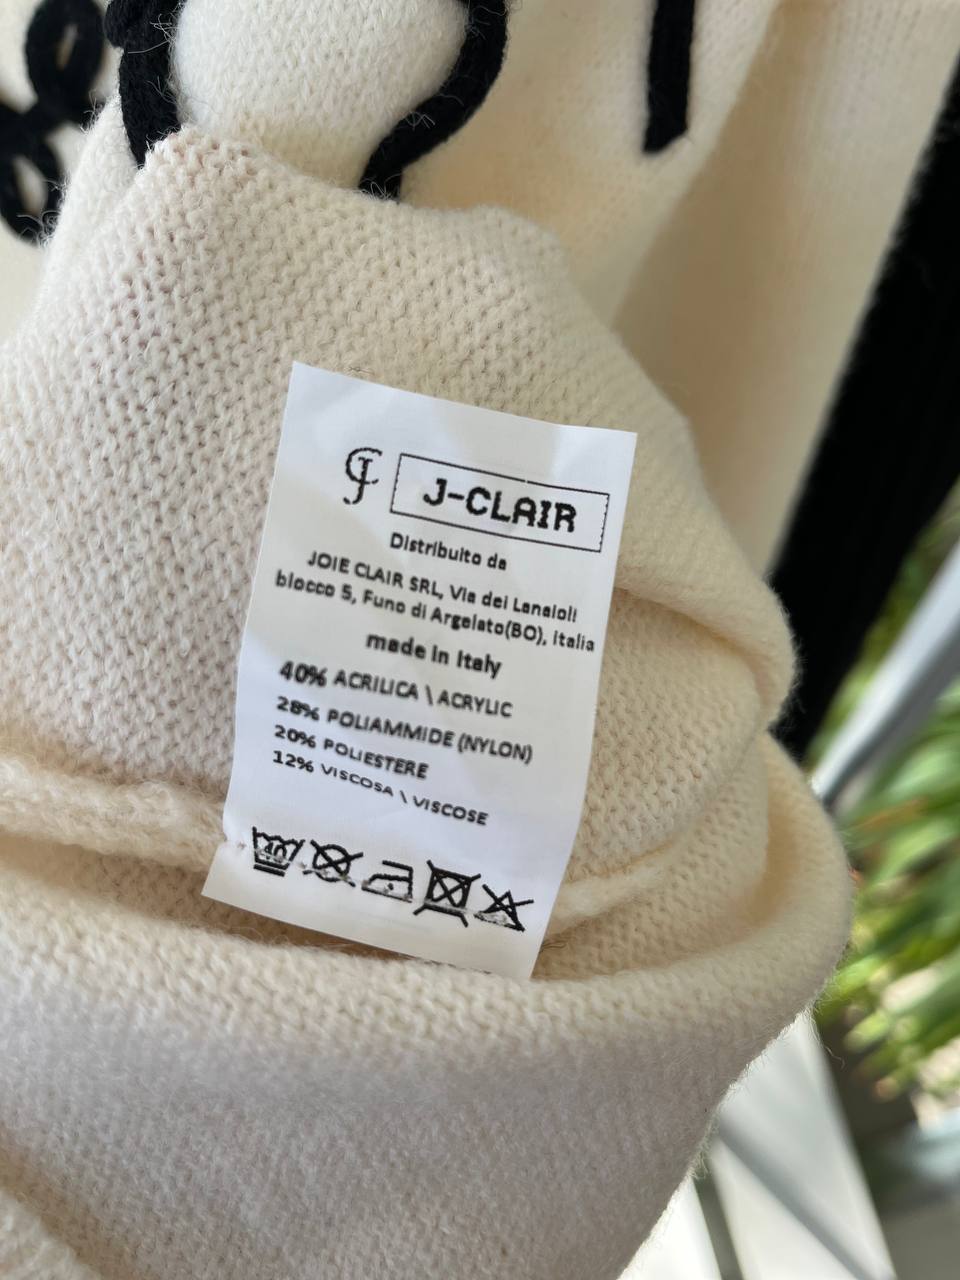 J-CLAIR
Distribuito da
JOIE CLAIR SRL, Via dei Lanaioli
blocco 5, Funo di Argelato(BO), Italia
made in Italy
40% ACRILICA \ ACRYLIC
28% POLIAMMIDE (NYLON)
20% POLIESTERE
12% VISCOSA \ VISCOSE
40